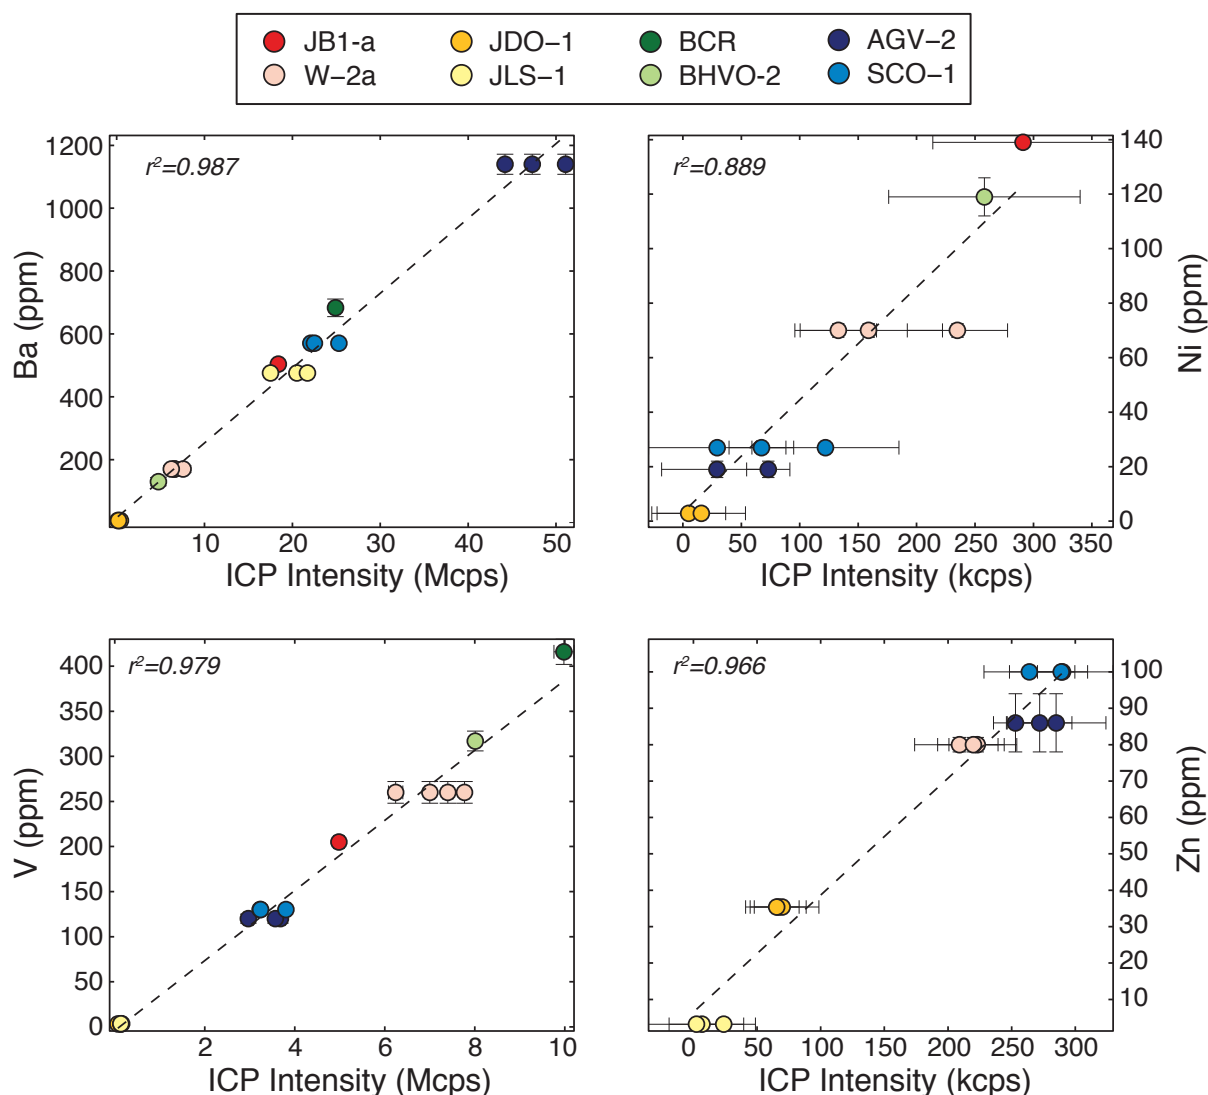 JB1-a JDO−1 BCR AGV−2
W−2a JLS−1 BHVO-2 SCO−1
r²=0.987
1200
1000
800
600
400
200
Ba (ppm)
10 20 30 40 50
ICP Intensity (Mcps)
r²=0.889
140
120
100
80
60
40
20
0
Ni (ppm)
0 50 100 150 200 250 300 350
ICP Intensity (kcps)
r²=0.979
400
350
300
250
200
150
100
50
0
V (ppm)
2 4 6 8 10
ICP Intensity (Mcps)
r²=0.966
100
90
80
70
60
50
40
30
20
10
Zn (ppm)
0 50 100 150 200 250 300
ICP Intensity (kcps)